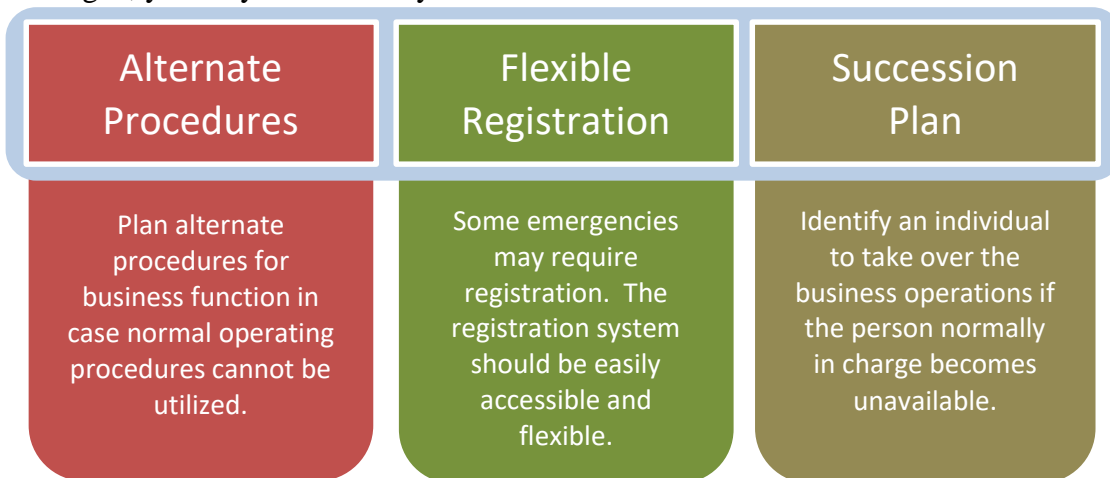 Alternate
Procedures
Flexible
Registration
Succession
Plan
Plan alternate
procedures for
business function in
case normal operating
procedures cannot be
utilized.
Some emergencies
may require
registration.  The
registration system
should be easily
accessible and
flexible.
Identify an individual
to take over the
business operations if
the person normally
in charge becomes
unavailable.